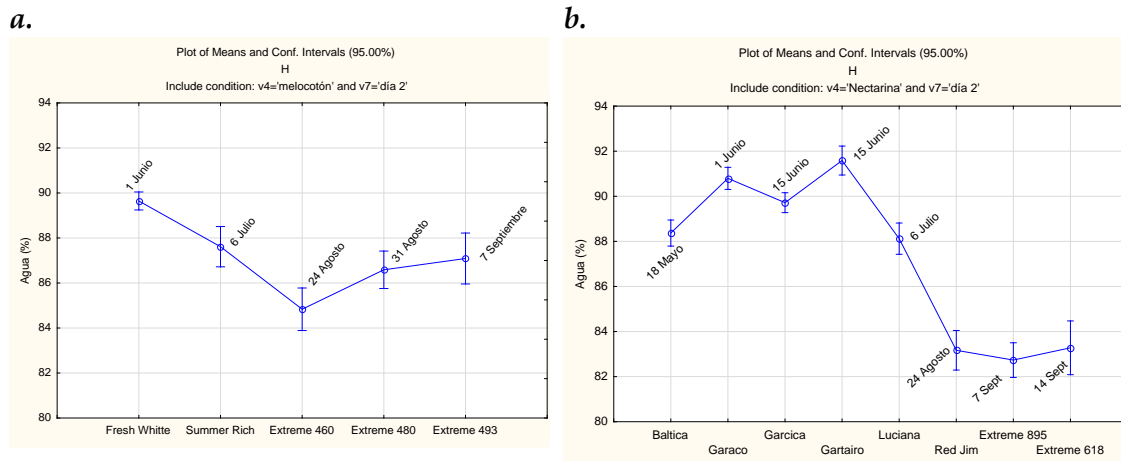 a.
Plot of Means and Conf. Intervals (95.00%)
H
Include condition: v4='melocotón' and v7='día 2'
94
92
90
88
86
84
82
80
Agua (%)
1 Junio
6 Julio
24 Agosto
31 Agosto
7 Septiembre
Fresh Whitte
Summer Rich
Extreme 460
Extreme 480
Extreme 493
b.
Plot of Means and Conf. Intervals (95.00%)
H
Include condition: v4='Nectarina' and v7='día 2'
94
92
90
88
86
84
82
80
Agua (%)
18 Mayo
1 Junio
15 Junio
15 Junio
6 Julio
24 Agosto
7 Sept
14 Sept
Baltica
Garaco
Garcica
Gartairo
Luciana
Red Jim
Extreme 895
Extreme 618